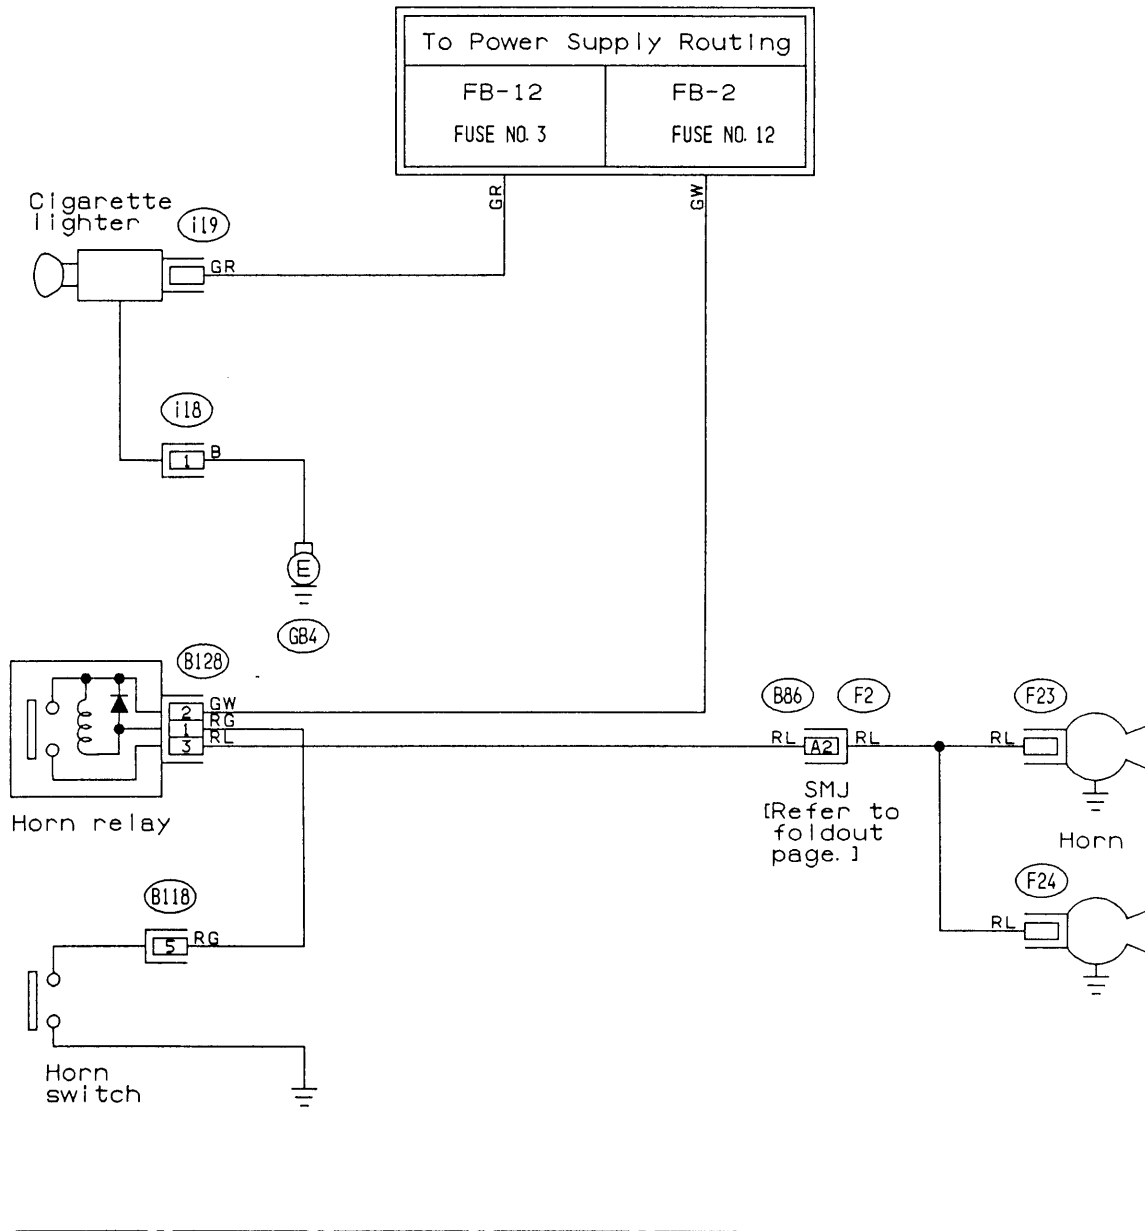 To Power Supply Routing
FB-12
FB-2
FUSE NO. 3
FUSE NO. 12
GR
GW
Cigarette
lighter
i19
GR
i18
1
B
E
GB4
B128
2
GW
1
RG
3
RL
Horn relay
B86
F2
RL
A2
RL
SMJ
[Refer to
foldout
page.]
F23
RL
Horn
F24
RL
B118
5
RG
Horn
switch